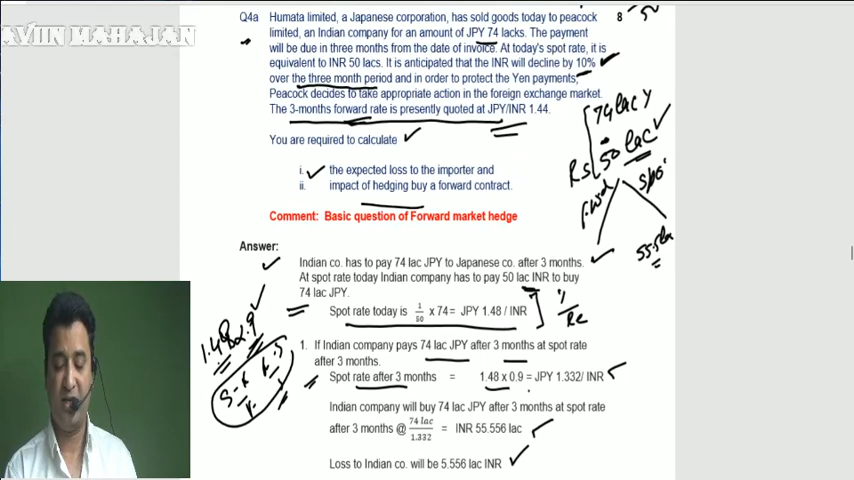 AVIIN MAHAJAN
Q4a Humata limited, a Japanese corporation, has sold goods today to peacock 8
limited, an Indian company for an amount of JPY 74 lacks. The payment
will be due in three months from the date of invoice. At today's spot rate, it is
equivalent to INR 50 lacs. It is anticipated that the INR will decline by 10%
over the three month period and in order to protect the Yen payments,
Peacock decides to take appropriate action in the foreign exchange market.
The 3-months forward rate is presently quoted at JPY/INR 1.44.
You are required to calculate
i. the expected loss to the importer and
ii. impact of hedging buy a forward contract.
Comment: Basic question of Forward market hedge
74 lac y
Rs 50 lac
fwd
spot
55.5 lac
Answer:
Indian co. has to pay 74 lac JPY to Japanese co. after 3 months.
At spot rate today Indian company has to pay 50 lac INR to buy
74 lac JPY.
Spot rate today is 1/50 x 74= JPY 1.48 / INR
1. If Indian company pays 74 lac JPY after 3 months at spot rate
after 3 months.
Spot rate after 3 months = 1.48 x 0.9 = JPY 1.332/ INR
Indian company will buy 74 lac JPY after 3 months at spot rate
after 3 months @ 74 lac/1.332 = INR 55.556 lac
Loss to Indian co. will be 5.556 lac INR